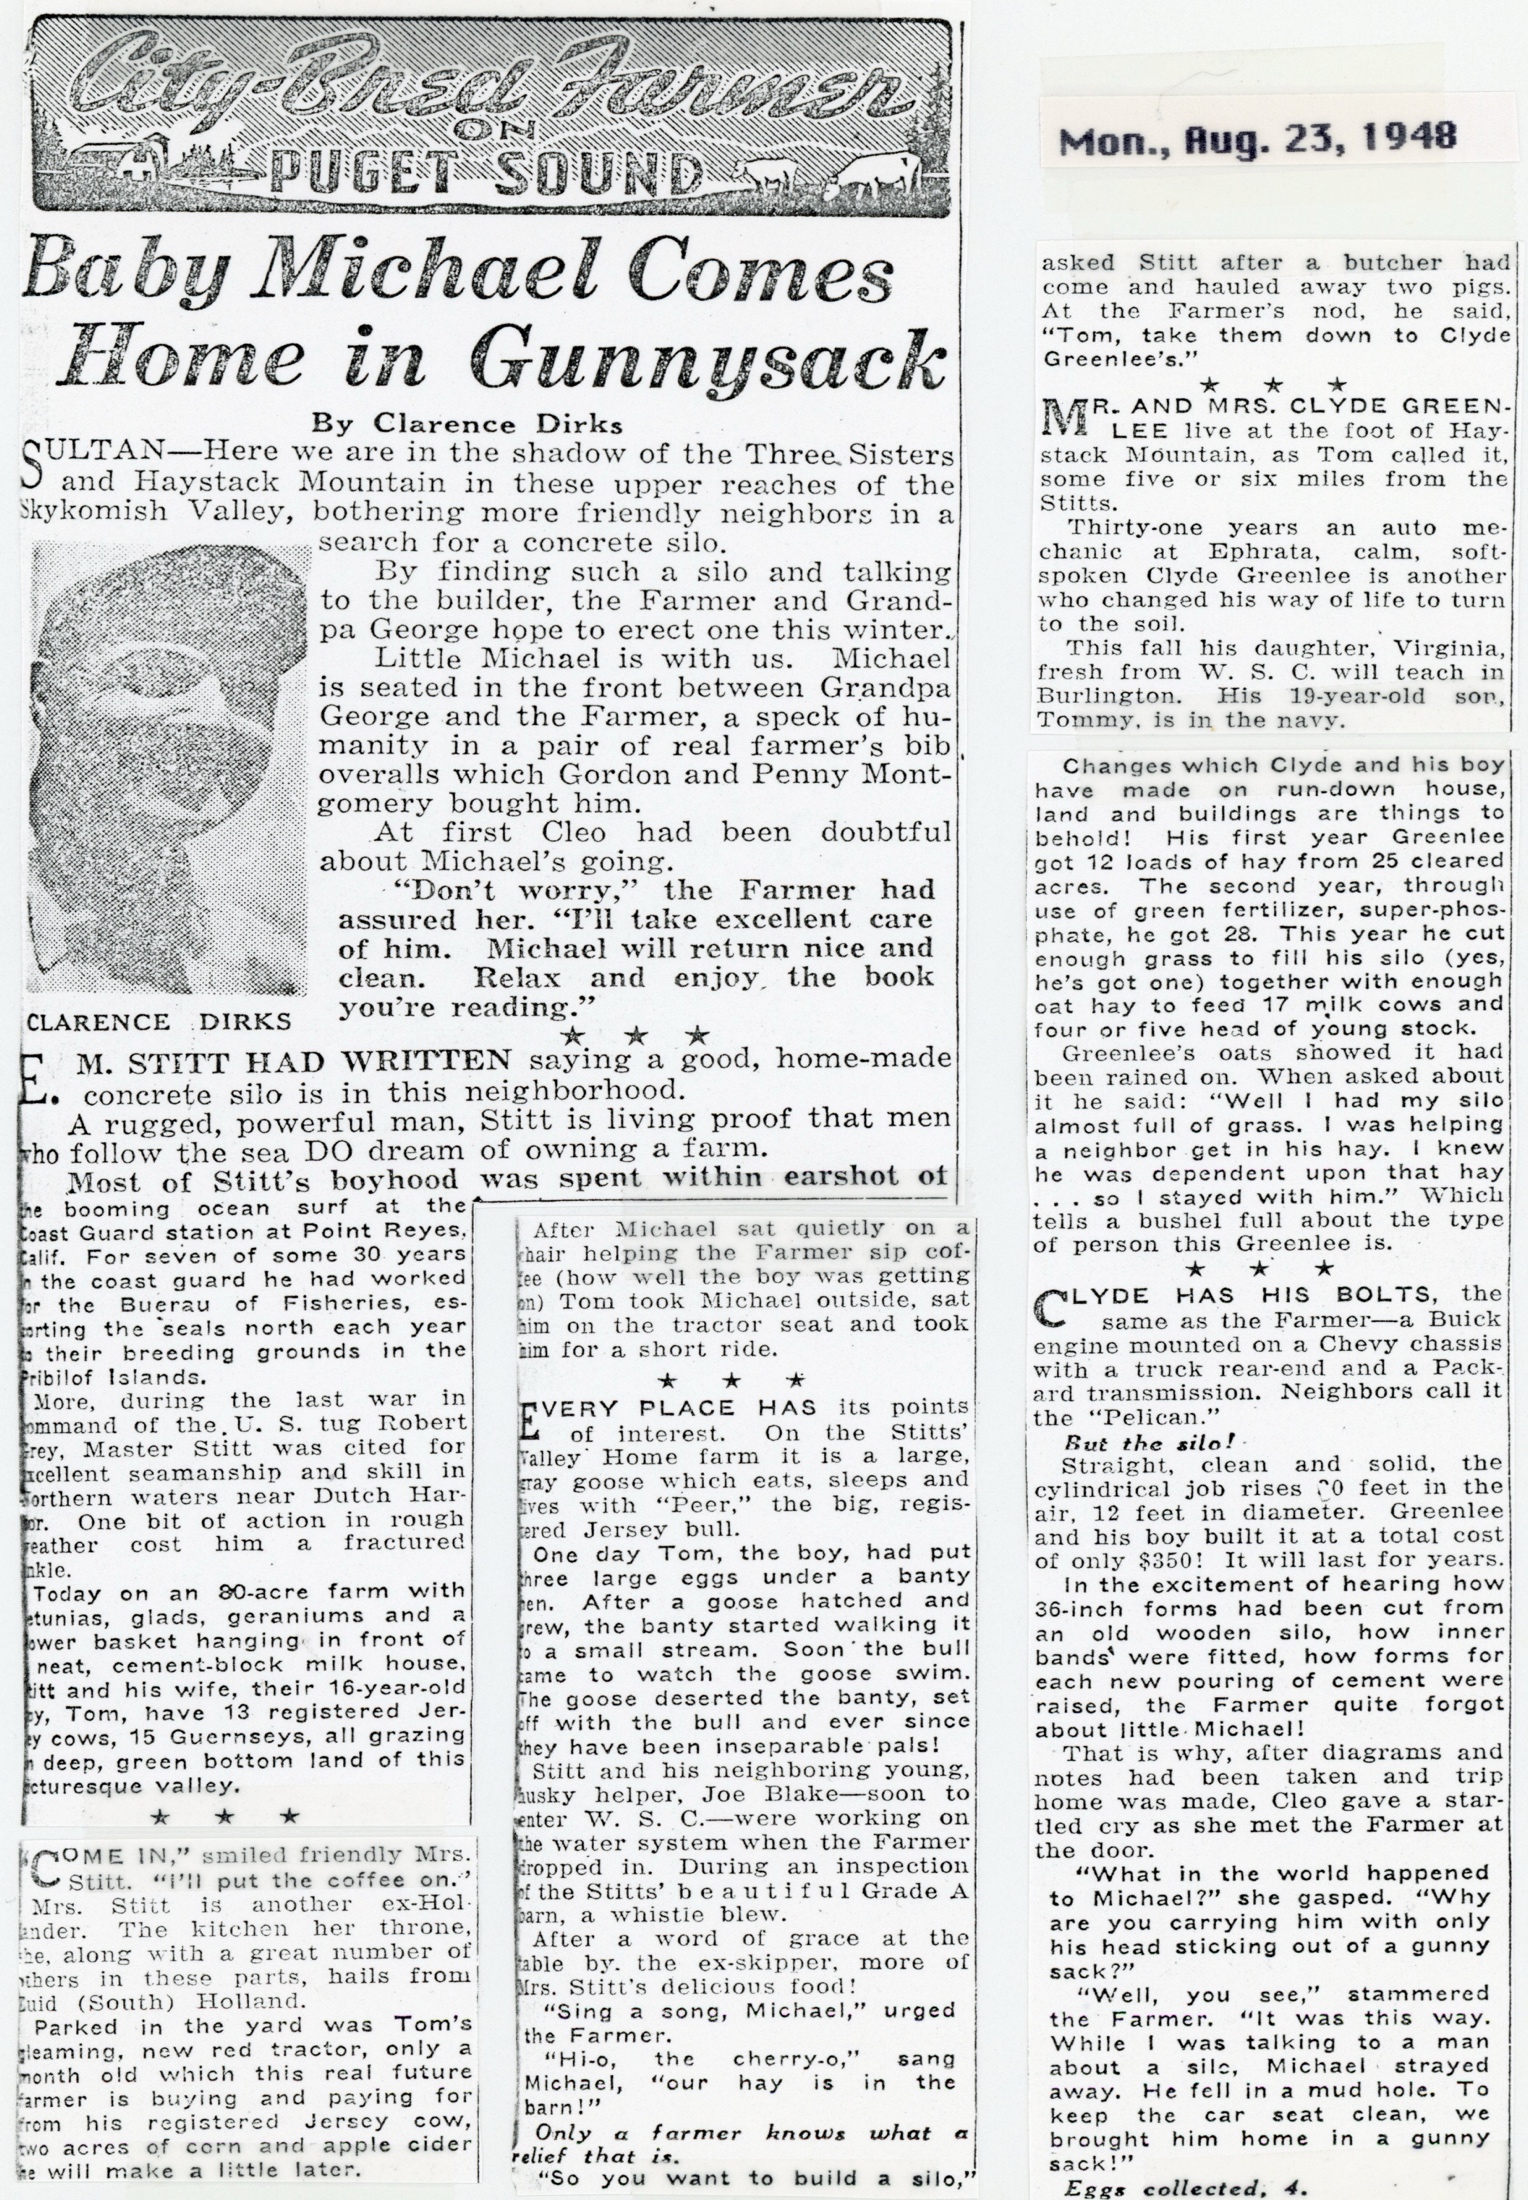 City-Bred Farmer
ON
PUGET SOUND
Baby Michael Comes
Home in Gunnysack
By Clarence Dirks
SULTAN—Here we are in the shadow of the Three Sisters
and Haystack Mountain in these upper reaches of the
Skykomish Valley, bothering more friendly neighbors in a
search for a concrete silo.
By finding such a silo and talking
to the builder, the Farmer and Grand-
pa George hope to erect one this winter.
Little Michael is with us. Michael
is seated in the front between Grandpa
George and the Farmer, a speck of hu-
manity in a pair of real farmer's bib
overalls which Gordon and Penny Mont-
gomery bought him.
At first Cleo had been doubtful
about Michael's going.
"Don't worry," the Farmer had
assured her. "I'll take excellent care
of him. Michael will return nice and
clean. Relax and enjoy the book
you're reading."
CLARENCE DIRKS
★ ★ ★
E. M. STITT HAD WRITTEN saying a good, home-made
concrete silo is in this neighborhood.
A rugged, powerful man, Stitt is living proof that men
who follow the sea DO dream of owning a farm.
Most of Stitt's boyhood was spent within earshot of
he booming ocean surf at the
Coast Guard station at Point Reyes,
Calif. For seven of some 30 years
n the coast guard he had worked
or the Buerau of Fisheries, es-
orting the seals north each year
o their breeding grounds in the
Pribilof Islands.
More, during the last war in
ommand of the U. S. tug Robert
Grey, Master Stitt was cited for
xcellent seamanship and skill in
orthern waters near Dutch Har-
or. One bit of action in rough
eather cost him a fractured
nkle.
Today on an 80-acre farm with
etunias, glads, geraniums and a
ower basket hanging in front of
neat, cement-block milk house,
titt and his wife, their 16-year-old
oy, Tom, have 13 registered Jer-
ey cows, 15 Guernseys, all grazing
n deep, green bottom land of this
icturesque valley.
★ ★ ★
"COME IN," smiled friendly Mrs.
Stitt. "I'll put the coffee on."
Mrs. Stitt is another ex-Hol-
ander. The kitchen her throne,
he, along with a great number of
others in these parts, hails from
Zuid (South) Holland.
Parked in the yard was Tom's
gleaming, new red tractor, only a
month old which this real future
farmer is buying and paying for
from his registered Jersey cow,
two acres of corn and apple cider
he will make a little later.
After Michael sat quietly on a
chair helping the Farmer sip cof-
fee (how well the boy was getting
on) Tom took Michael outside, sat
him on the tractor seat and took
him for a short ride.
★ ★ ★
EVERY PLACE HAS its points
of interest. On the Stitts'
Valley Home farm it is a large,
gray goose which eats, sleeps and
lives with "Peer," the big, regis-
tered Jersey bull.
One day Tom, the boy, had put
three large eggs under a banty
hen. After a goose hatched and
grew, the banty started walking it
to a small stream. Soon the bull
came to watch the goose swim.
The goose deserted the banty, set
off with the bull and ever since
they have been inseparable pals!
Stitt and his neighboring young,
husky helper, Joe Blake—soon to
enter W. S. C.—were working on
the water system when the Farmer
dropped in. During an inspection
of the Stitts' beautiful Grade A
barn, a whistle blew.
After a word of grace at the
table by the ex-skipper, more of
Mrs. Stitt's delicious food!
"Sing a song, Michael," urged
the Farmer.
"Hi-o, the cherry-o," sang
Michael, "our hay is in the
barn!"
Only a farmer knows what a
relief that is.
"So you want to build a silo,"
Mon., Aug. 23, 1948
asked Stitt after a butcher had
come and hauled away two pigs.
At the Farmer's nod, he said,
"Tom, take them down to Clyde
Greenlee's."
★ ★ ★
MR. AND MRS. CLYDE GREEN-
LEE live at the foot of Hay-
stack Mountain, as Tom called it,
some five or six miles from the
Stitts.
Thirty-one years an auto me-
chanic at Ephrata, calm, soft-
spoken Clyde Greenlee is another
who changed his way of life to turn
to the soil.
This fall his daughter, Virginia,
fresh from W. S. C. will teach in
Burlington. His 19-year-old son,
Tommy, is in the navy.
Changes which Clyde and his boy
have made on run-down house,
land and buildings are things to
behold! His first year Greenlee
got 12 loads of hay from 25 cleared
acres. The second year, through
use of green fertilizer, super-phos-
phate, he got 28. This year he cut
enough grass to fill his silo (yes,
he's got one) together with enough
oat hay to feed 17 milk cows and
four or five head of young stock.
Greenlee's oats showed it had
been rained on. When asked about
it he said: "Well I had my silo
almost full of grass. I was helping
a neighbor get in his hay. I knew
he was dependent upon that hay
. . . so I stayed with him." Which
tells a bushel full about the type
of person this Greenlee is.
★ ★ ★
CLYDE HAS HIS BOLTS, the
same as the Farmer—a Buick
engine mounted on a Chevy chassis
with a truck rear-end and a Pack-
ard transmission. Neighbors call it
the "Pelican."
But the silo!
Straight, clean and solid, the
cylindrical job rises 0 feet in the
air, 12 feet in diameter. Greenlee
and his boy built it at a total cost
of only $350! It will last for years.
In the excitement of hearing how
36-inch forms had been cut from
an old wooden silo, how inner
bands were fitted, how forms for
each new pouring of cement were
raised, the Farmer quite forgot
about little Michael!
That is why, after diagrams and
notes had been taken and trip
home was made, Cleo gave a star-
tled cry as she met the Farmer at
the door.
"What in the world happened
to Michael?" she gasped. "Why
are you carrying him with only
his head sticking out of a gunny
sack?"
"Well, you see," stammered
the Farmer. "It was this way.
While I was talking to a man
about a silo, Michael strayed
away. He fell in a mud hole. To
keep the car seat clean, we
brought him home in a gunny
sack!"
Eggs collected, 4.